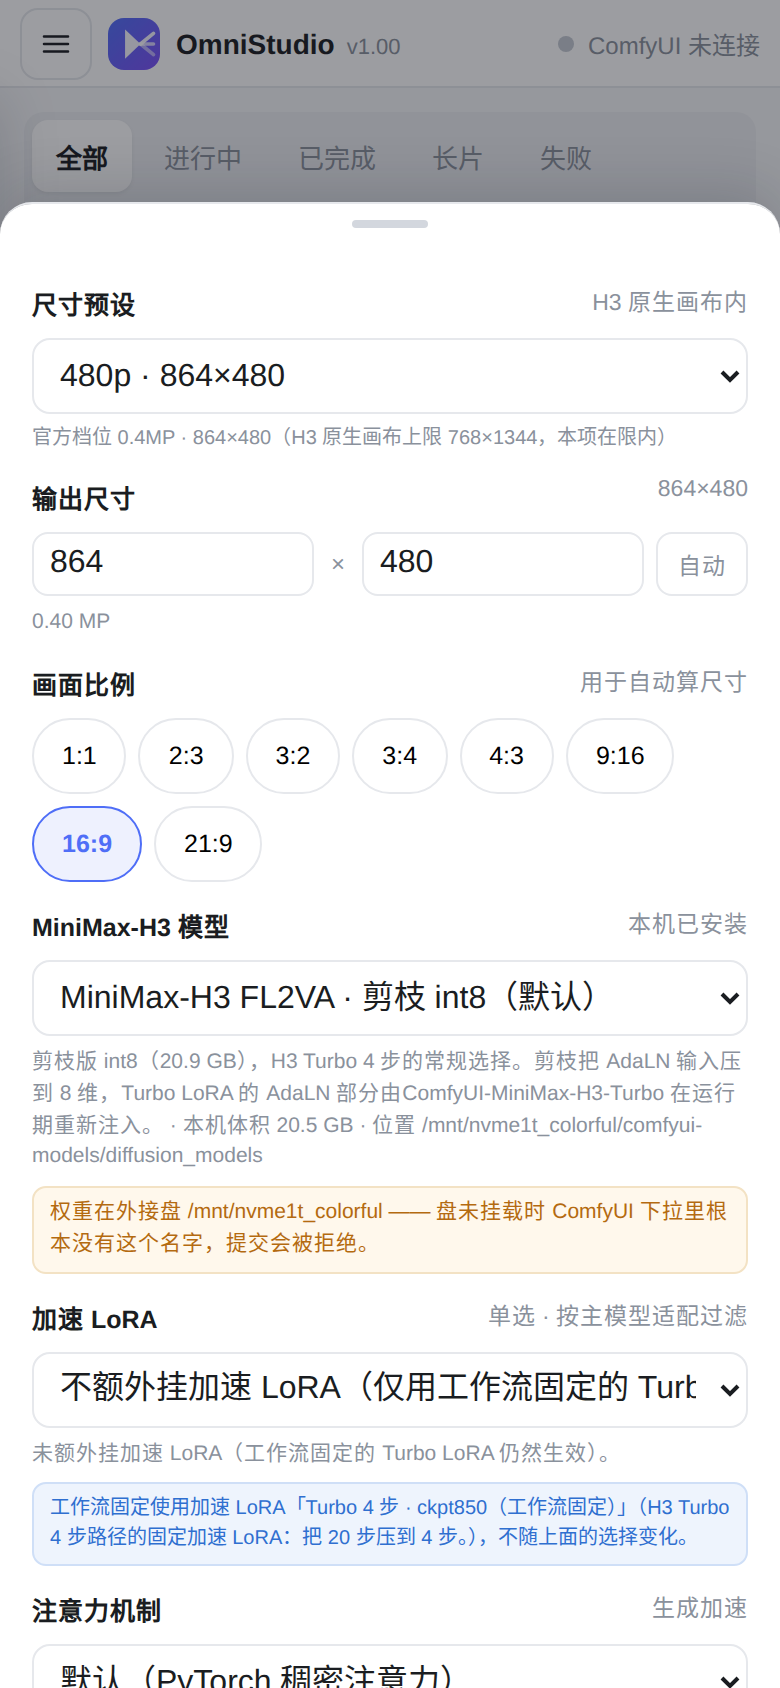 OmniStudio v1.00
ComfyUI 未连接
全部 进行中 已完成 长片 失败
尺寸预设
H3 原生画布内
480p · 864×480
官方档位 0.4MP · 864×480（H3 原生画布上限 768×1344，本项在限内）
输出尺寸
864×480
864 × 480 自动
0.40 MP
画面比例
用于自动算尺寸
1:1 2:3 3:2 3:4 4:3 9:16
16:9 21:9
MiniMax-H3 模型
本机已安装
MiniMax-H3 FL2VA · 剪枝 int8（默认）
剪枝版 int8（20.9 GB），H3 Turbo 4 步的常规选择。剪枝把 AdaLN 输入压
到 8 维，Turbo LoRA 的 AdaLN 部分由ComfyUI-MiniMax-H3-Turbo 在运行
期重新注入。 · 本机体积 20.5 GB · 位置 /mnt/nvme1t_colorful/comfyui-
models/diffusion_models
权重在外接盘 /mnt/nvme1t_colorful —— 盘未挂载时 ComfyUI 下拉里根
本没有这个名字，提交会被拒绝。
加速 LoRA
单选 · 按主模型适配过滤
不额外挂加速 LoRA（仅用工作流固定的 Turb
未额外挂加速 LoRA（工作流固定的 Turbo LoRA 仍然生效）。
工作流固定使用加速 LoRA「Turbo 4 步 · ckpt850（工作流固定）」（H3 Turbo
4 步路径的固定加速 LoRA：把 20 步压到 4 步。），不随上面的选择变化。
注意力机制
生成加速
默认（PyTorch 稠密注意力）